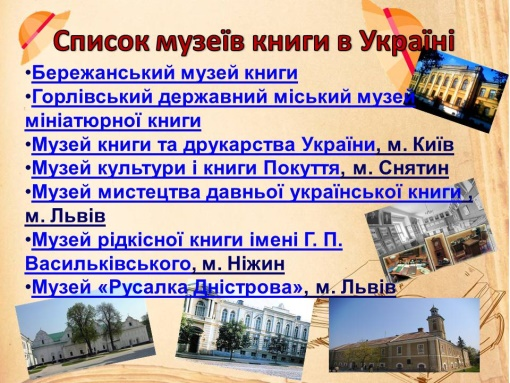 Список музеїв книги в Україні
•Бережанський музей книги
•Горлівський державний міський музей
мініатюрної книги
•Музей книги та друкарства України, м. Київ
•Музей культури і книги Покуття, м. Снятин
•Музей мистецтва давньої української книги ,
м. Львів
•Музей рідкісної книги імені Г. П.
Васильківського, м. Ніжин
•Музей «Русалка Дністрова», м. Львів